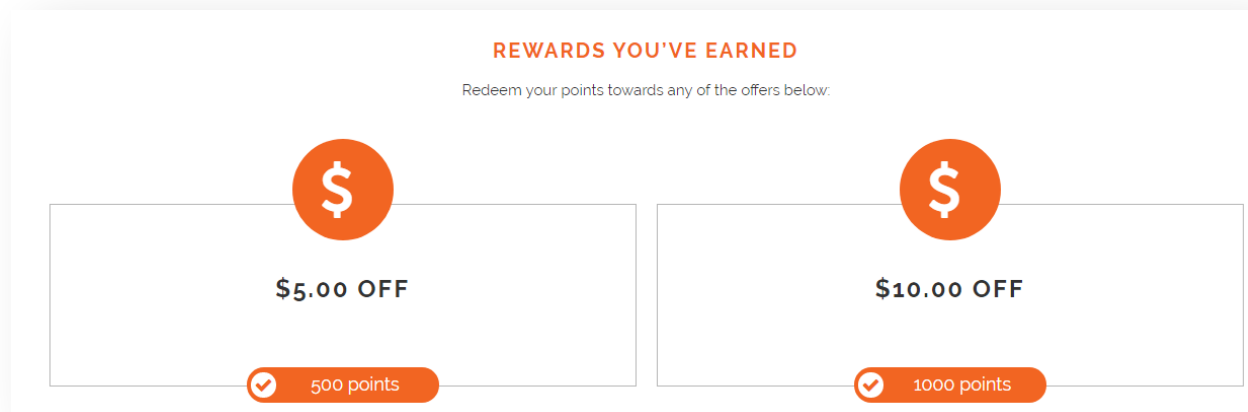 REWARDS YOU'VE EARNED
Redeem your points towards any of the offers below:
$
$
$5.00 OFF
$10.00 OFF
500 points
1000 points